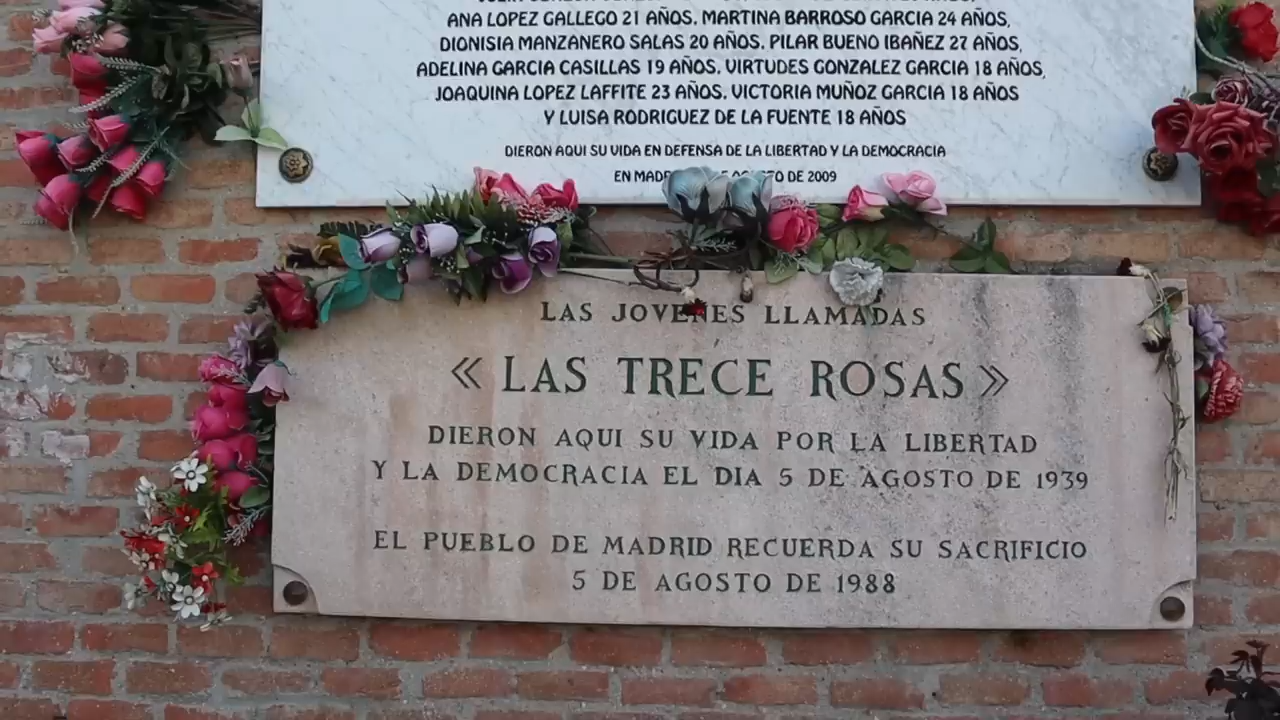 ANA LOPEZ GALLEGO 21 AÑOS. MARTINA BARROSO GARCIA 24 AÑOS,
DIONISIA MANZANERO SALAS 20 AÑOS. PILAR BUENO IBAÑEZ 27 AÑOS,
ADELINA GARCIA CASILLAS 19 AÑOS. VIRTUDES GONZALEZ GARCIA 18 AÑOS,
JOAQUINA LOPEZ LAFFITE 23 AÑOS. VICTORIA MUÑOZ GARCIA 18 AÑOS
Y LUISA RODRIGUEZ DE LA FUENTE 18 AÑOS
DIERON AQUI SU VIDA EN DEFENSA DE LA LIBERTAD Y LA DEMOCRACIA
EN DE 2009
LAS JOVENES LLAMADAS
« LAS TRECE ROSAS »
DIERON AQUI SU VIDA POR LA LIBERTAD
Y LA DEMOCRACIA EL DIA 5 DE AGOSTO DE 1939
EL PUEBLO DE MADRID RECUERDA SU SACRIFICIO
5 DE AGOSTO DE 1988